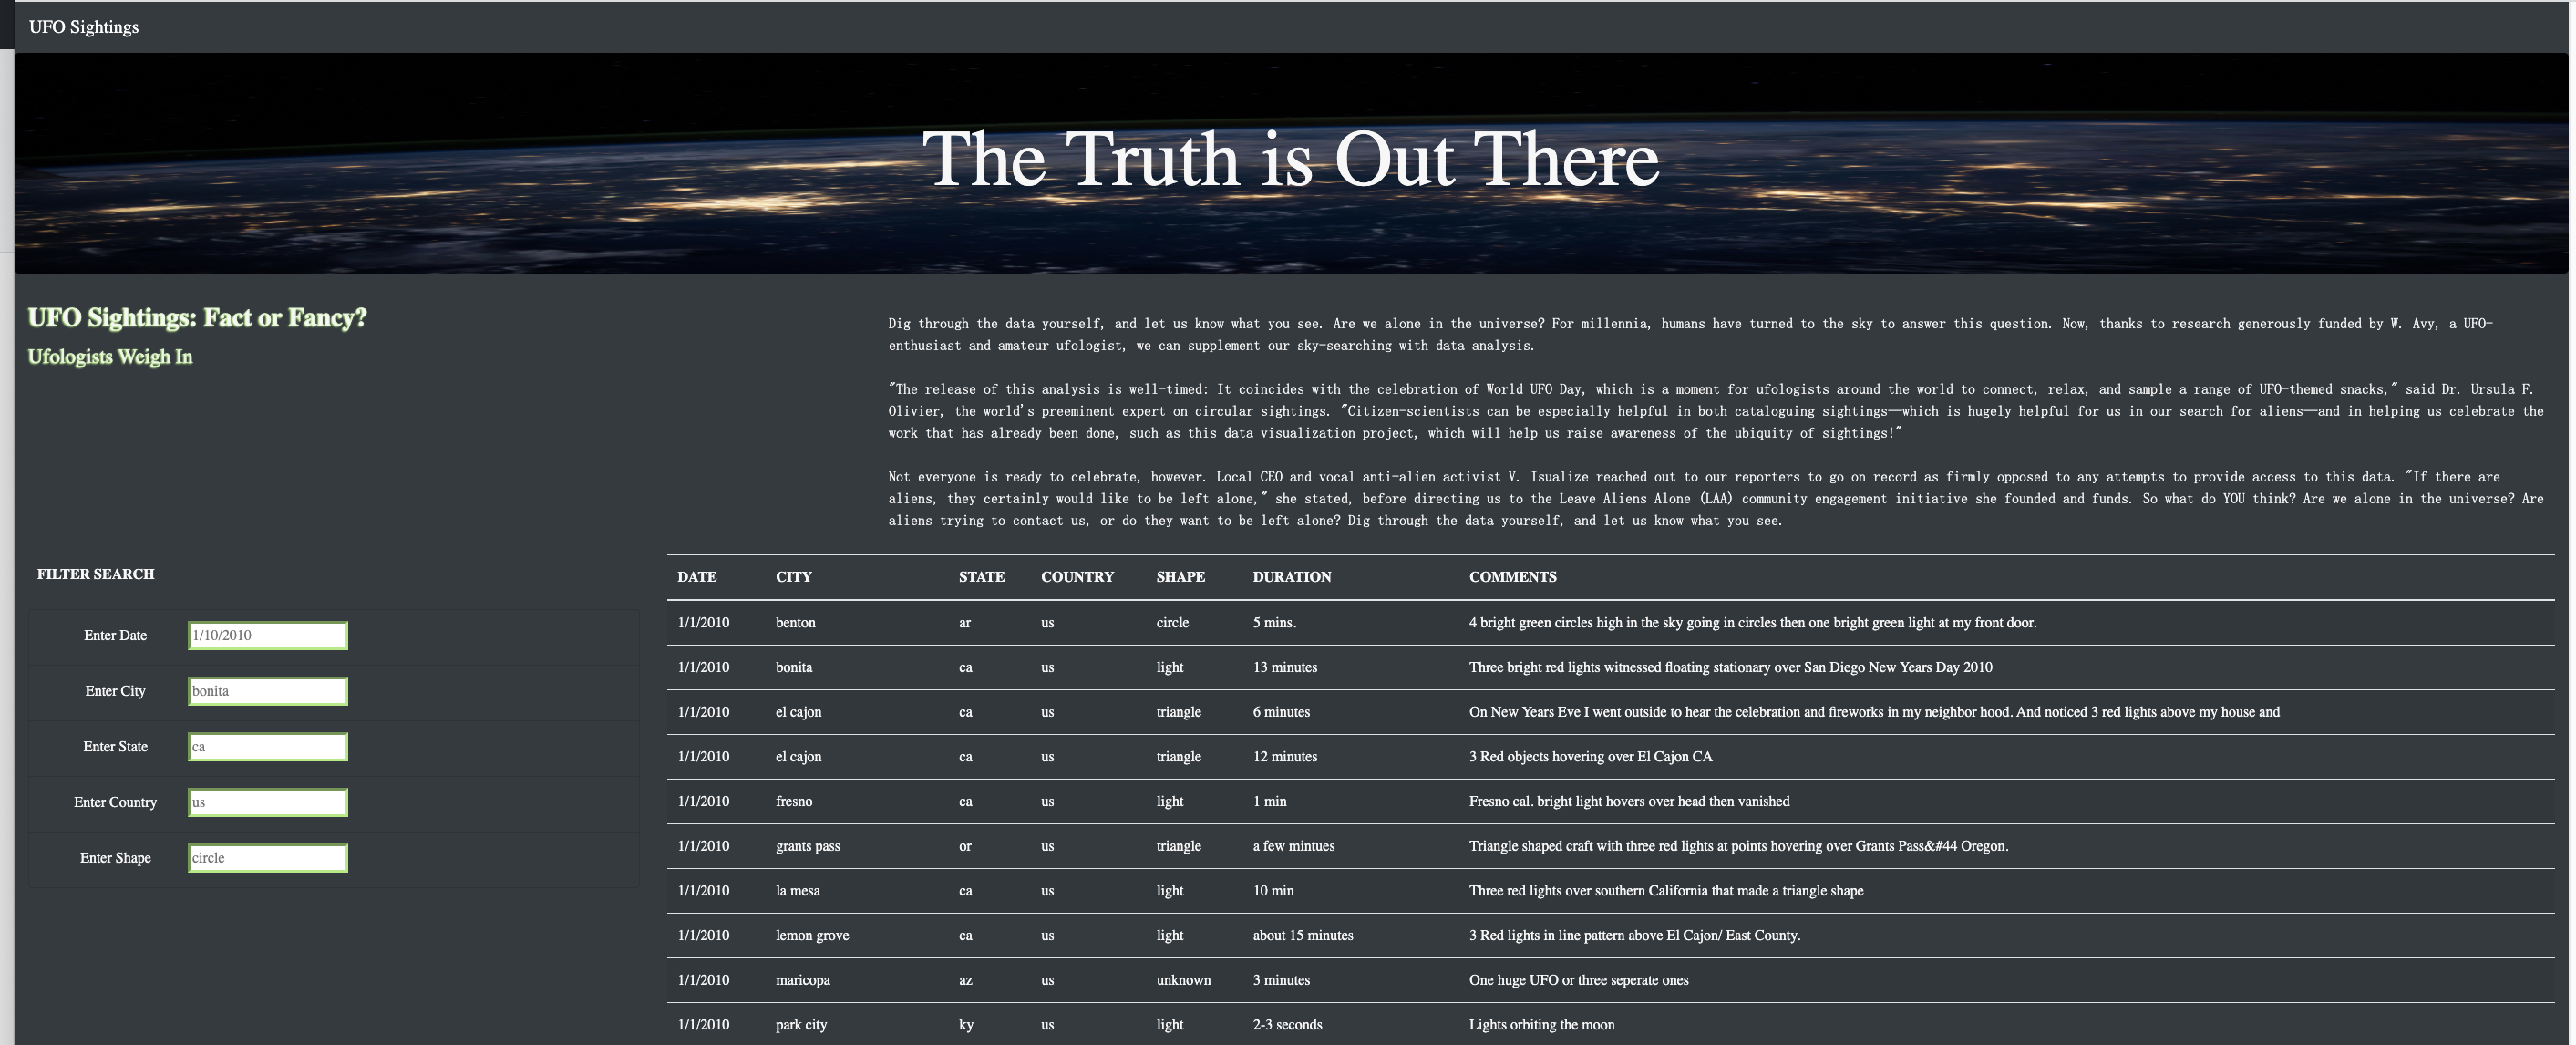 UFO Sightings
The Truth is Out There
UFO Sightings: Fact or Fancy?
Ufologists Weigh In
Dig through the data yourself, and let us know what you see. Are we alone in the universe? For millennia, humans have turned to the sky to answer this question. Now, thanks to research generously funded by W. Avy, a UFO-
enthusiast and amateur ufologist, we can supplement our sky-searching with data analysis.
"The release of this analysis is well-timed: It coincides with the celebration of World UFO Day, which is a moment for ufologists around the world to connect, relax, and sample a range of UFO-themed snacks," said Dr. Ursula F.
Olivier, the world's preeminent expert on circular sightings. "Citizen-scientists can be especially helpful in both cataloguing sightings—which is hugely helpful for us in our search for aliens—and in helping us celebrate the
work that has already been done, such as this data visualization project, which will help us raise awareness of the ubiquity of sightings!"
Not everyone is ready to celebrate, however. Local CEO and vocal anti-alien activist V. Isualize reached out to our reporters to go on record as firmly opposed to any attempts to provide access to this data. "If there are
aliens, they certainly would like to be left alone," she stated, before directing us to the Leave Aliens Alone (LAA) community engagement initiative she founded and funds. So what do YOU think? Are we alone in the universe? Are
aliens trying to contact us, or do they want to be left alone? Dig through the data yourself, and let us know what you see.
FILTER SEARCH
Enter Date 1/10/2010
Enter City bonita
Enter State ca
Enter Country us
Enter Shape circle
DATE CITY STATE COUNTRY SHAPE DURATION COMMENTS
1/1/2010 benton ar us circle 5 mins. 4 bright green circles high in the sky going in circles then one bright green light at my front door.
1/1/2010 bonita ca us light 13 minutes Three bright red lights witnessed floating stationary over San Diego New Years Day 2010
1/1/2010 el cajon ca us triangle 6 minutes On New Years Eve I went outside to hear the celebration and fireworks in my neighbor hood. And noticed 3 red lights above my house and
1/1/2010 el cajon ca us triangle 12 minutes 3 Red objects hovering over El Cajon CA
1/1/2010 fresno ca us light 1 min Fresno cal. bright light hovers over head then vanished
1/1/2010 grants pass or us triangle a few mintues Triangle shaped craft with three red lights at points hovering over Grants Pass&#44 Oregon.
1/1/2010 la mesa ca us light 10 min Three red lights over southern California that made a triangle shape
1/1/2010 lemon grove ca us light about 15 minutes 3 Red lights in line pattern above El Cajon/ East County.
1/1/2010 maricopa az us unknown 3 minutes One huge UFO or three seperate ones
1/1/2010 park city ky us light 2-3 seconds Lights orbiting the moon